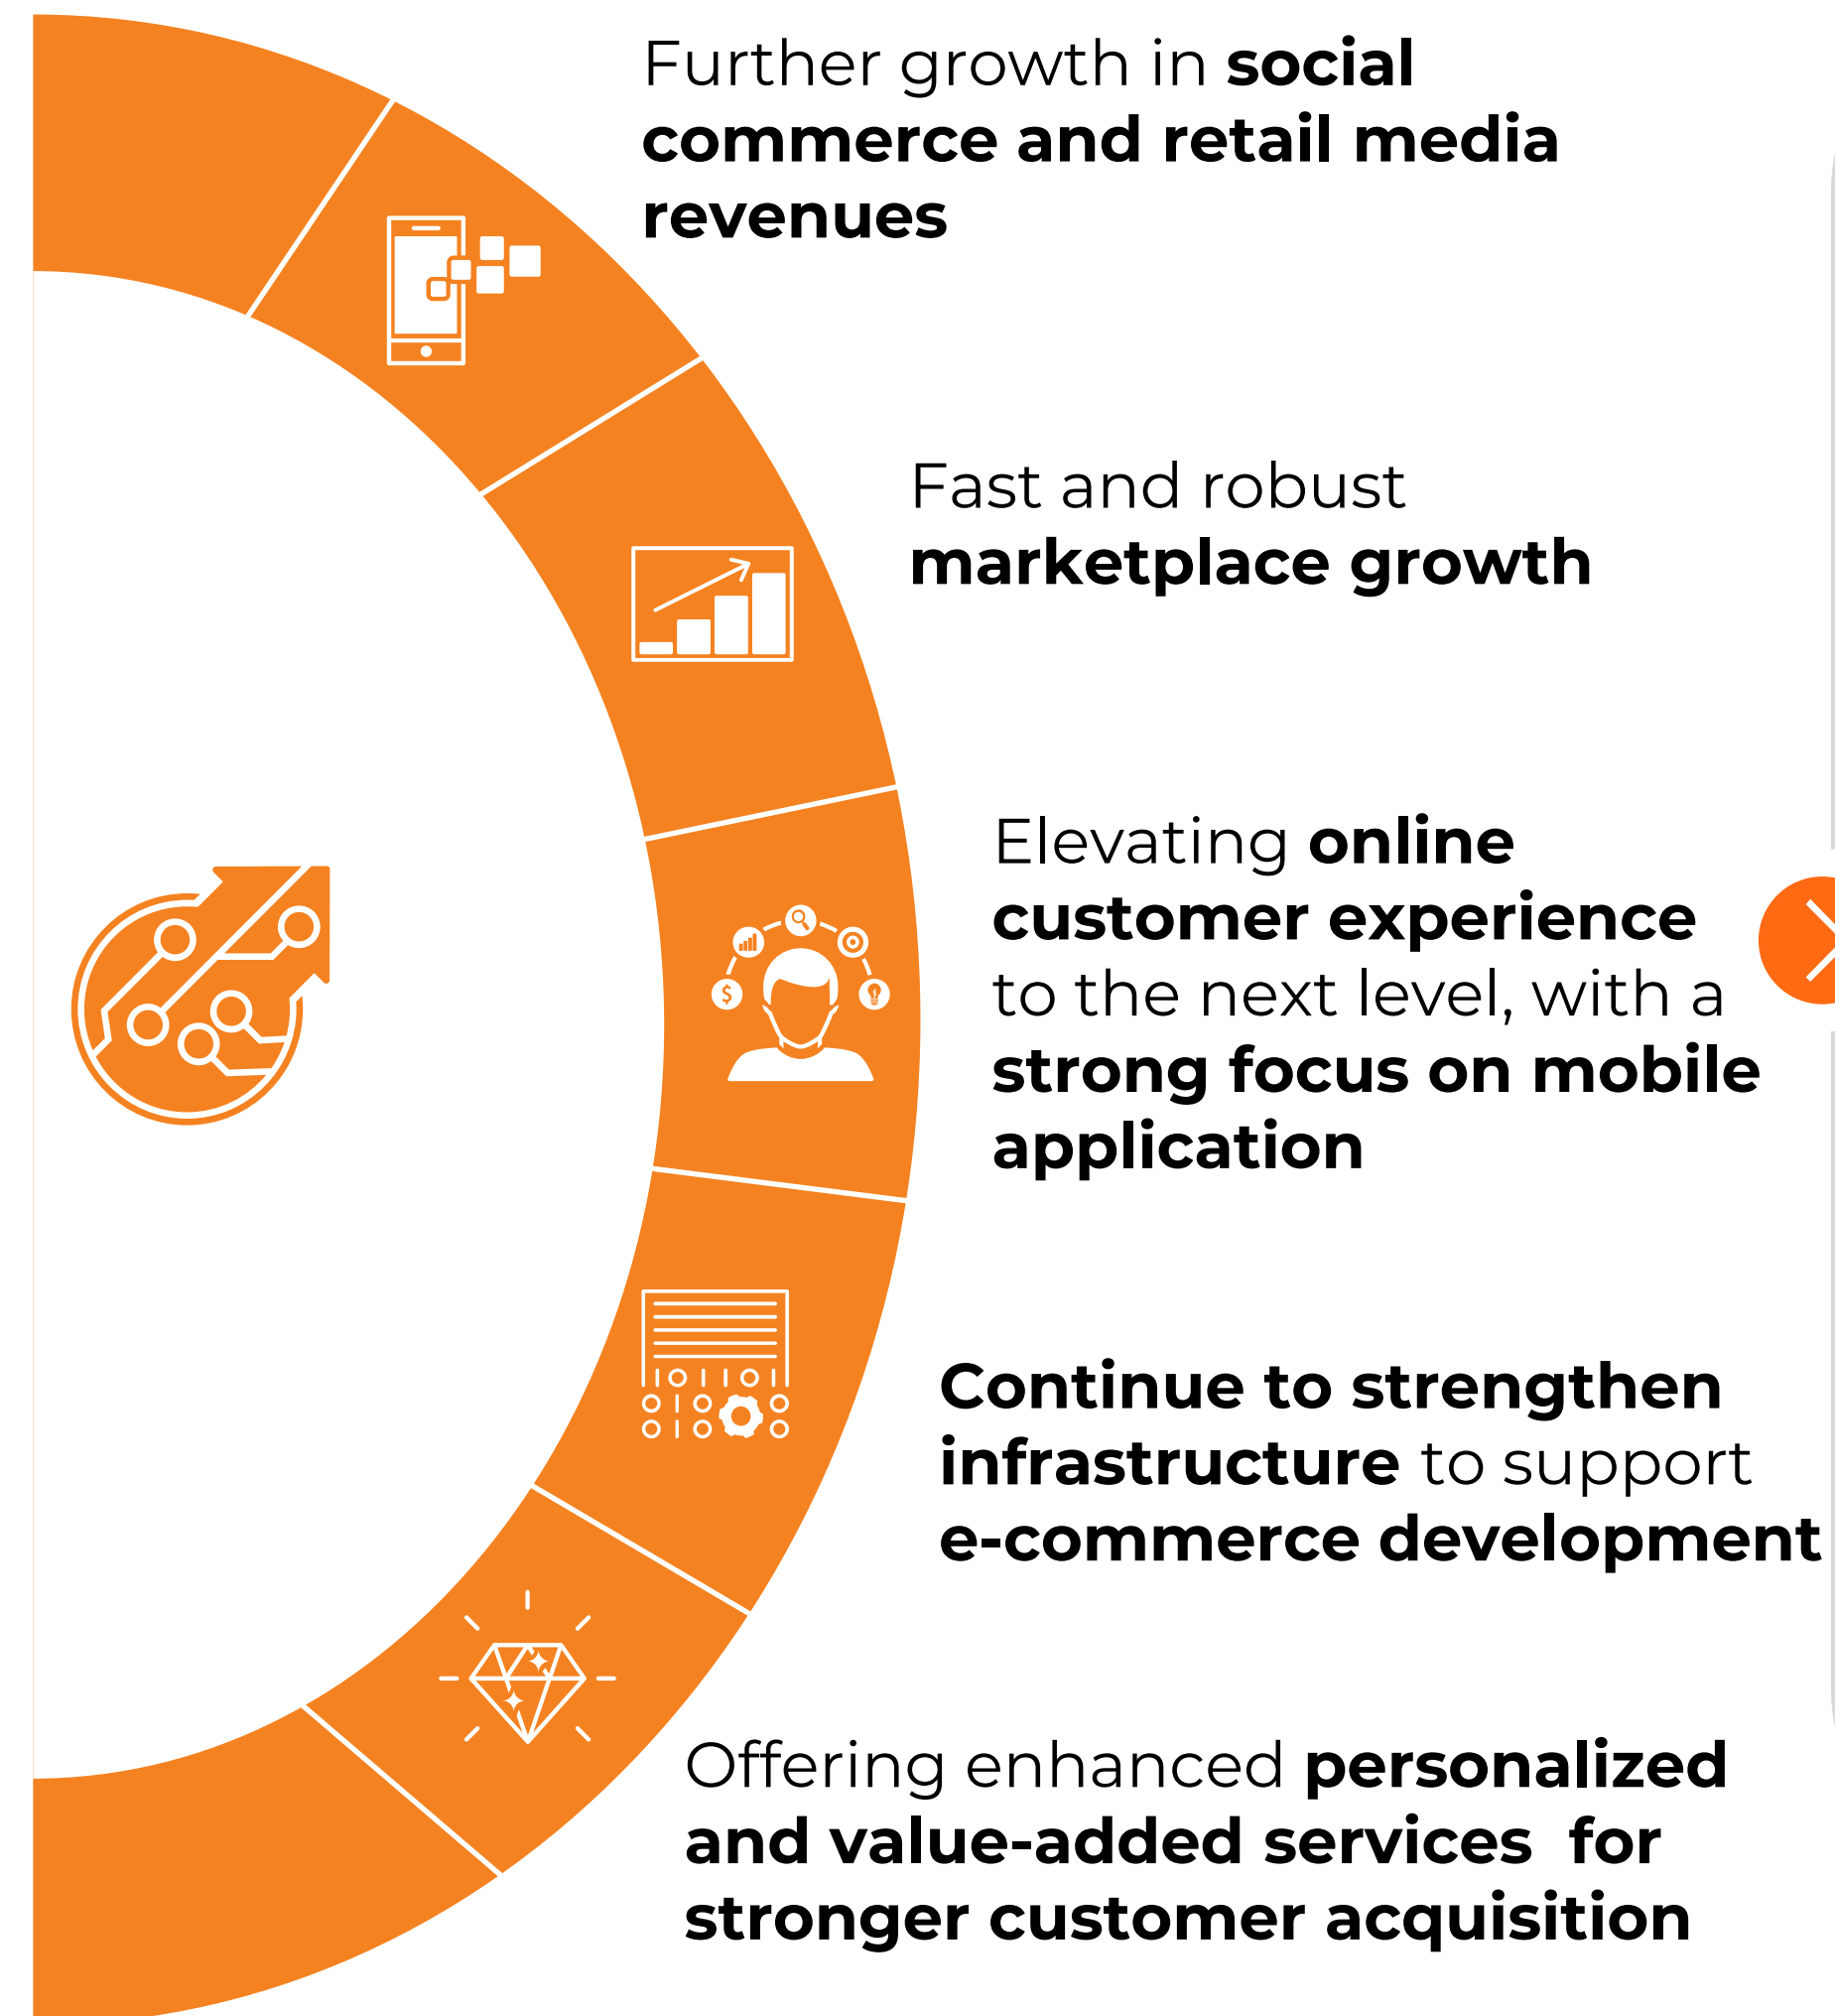 Further growth in social
commerce and retail media
revenues
Fast and robust
marketplace growth
Elevating online
customer experience
to the next level, with a
strong focus on mobile
application
Continue to strengthen
infrastructure to support
e-commerce development
Offering enhanced personalized
and value-added services for
stronger customer acquisition